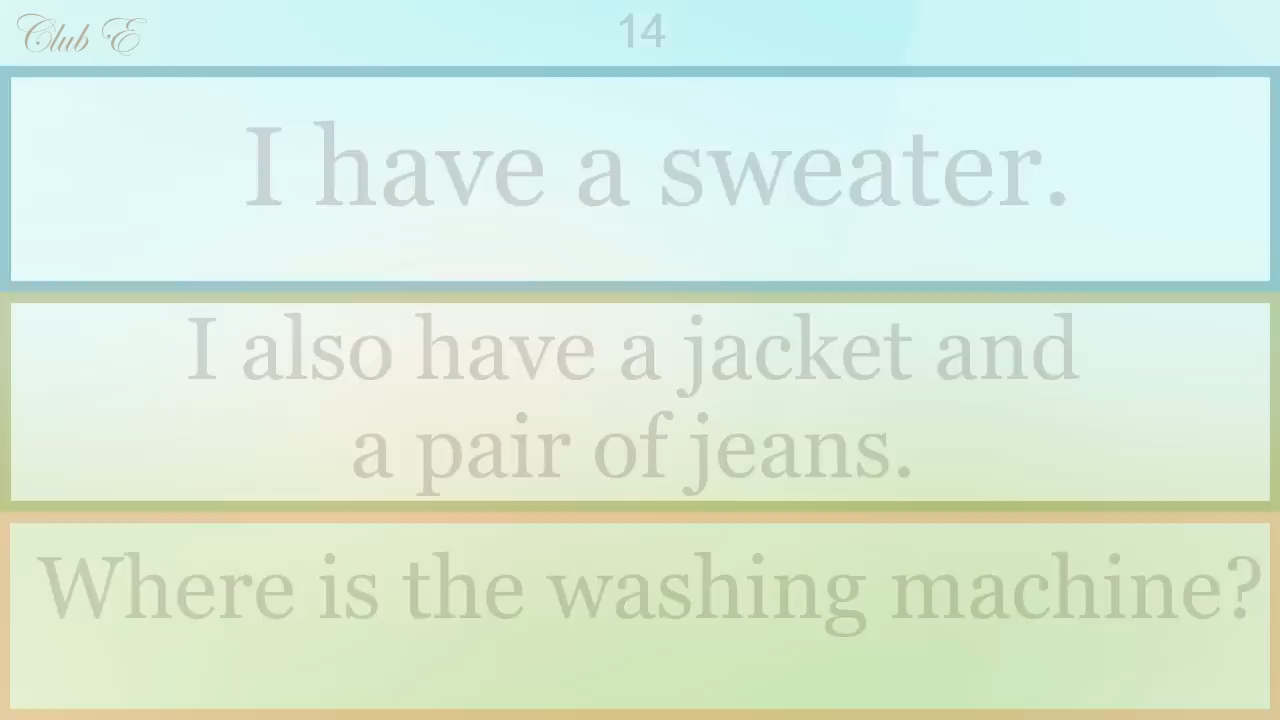 Club E
14
I have a sweater.
I also have a jacket and
a pair of jeans.
Where is the washing machine?